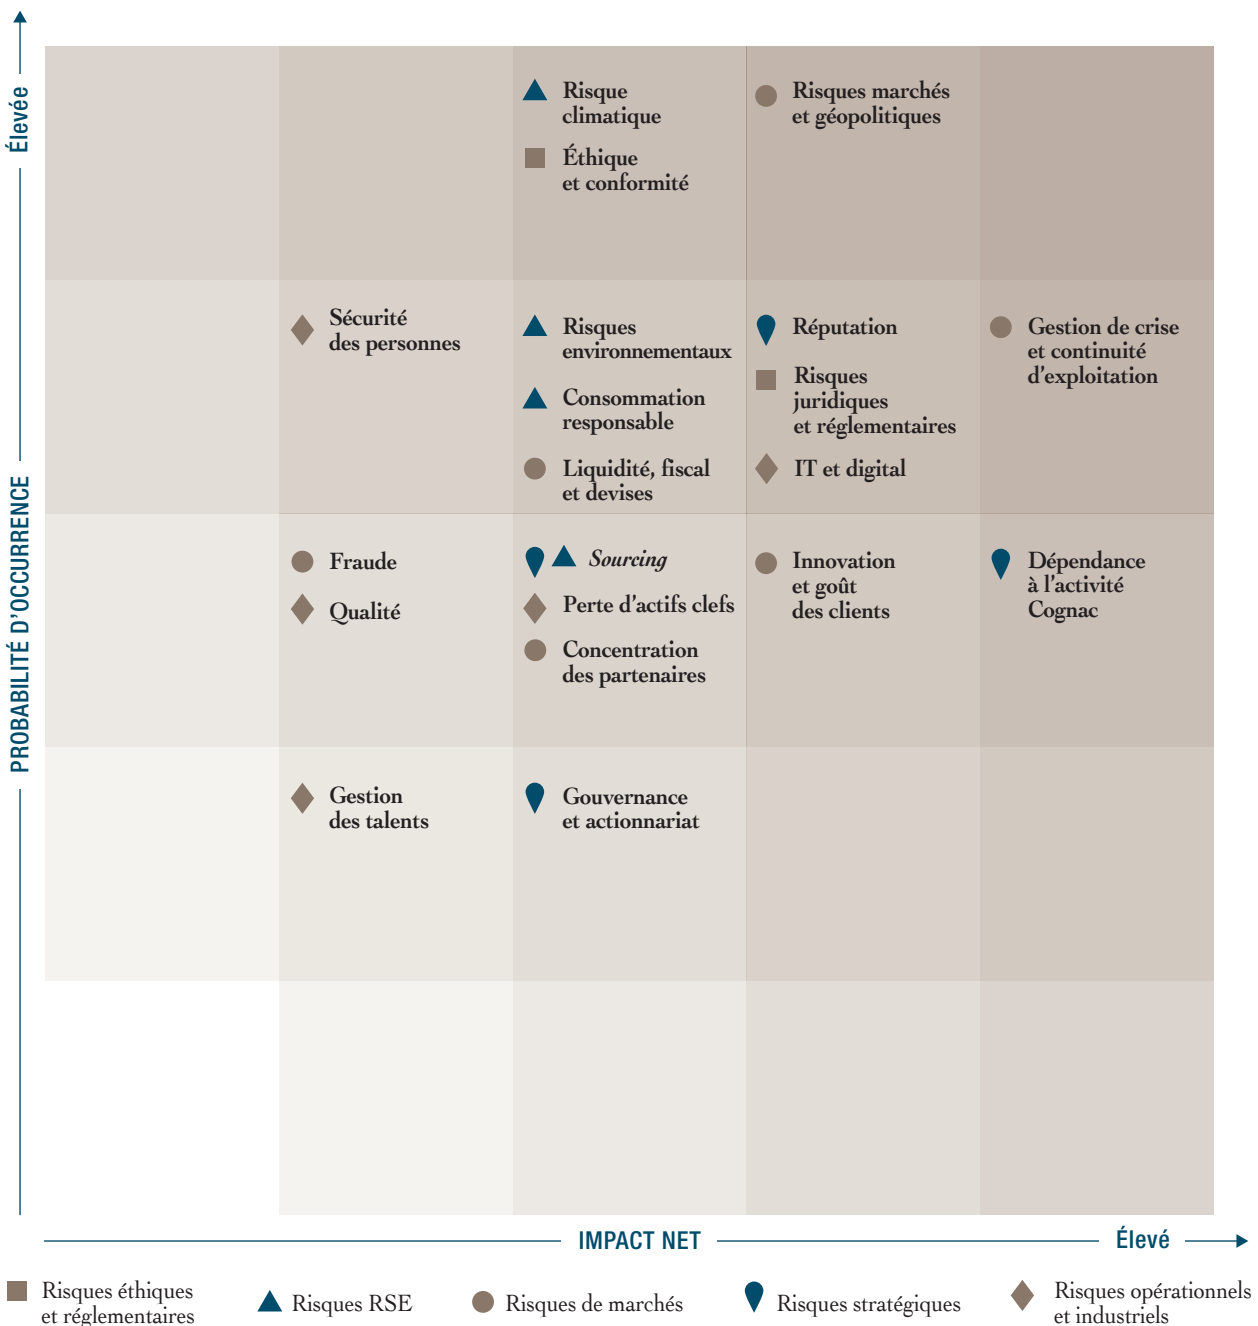 Élevée
PROBABILITÉ D'OCCURRENCE
Risque
climatique
Éthique
et conformité
Risques marchés
et géopolitiques
Sécurité
des personnes
Risques
environnementaux
Consommation
responsable
Liquidité, fiscal
et devises
Réputation
Risques
juridiques
et réglementaires
IT et digital
Gestion de crise
et continuité
d'exploitation
Fraude
Qualité
Sourcing
Perte d'actifs clefs
Concentration
des partenaires
Innovation
et goût
des clients
Dépendance
à l'activité
Cognac
Gestion
des talents
Gouvernance
et actionnariat
IMPACT NET
Élevé
Risques éthiques
et réglementaires
Risques RSE
Risques de marchés
Risques stratégiques
Risques opérationnels
et industriels